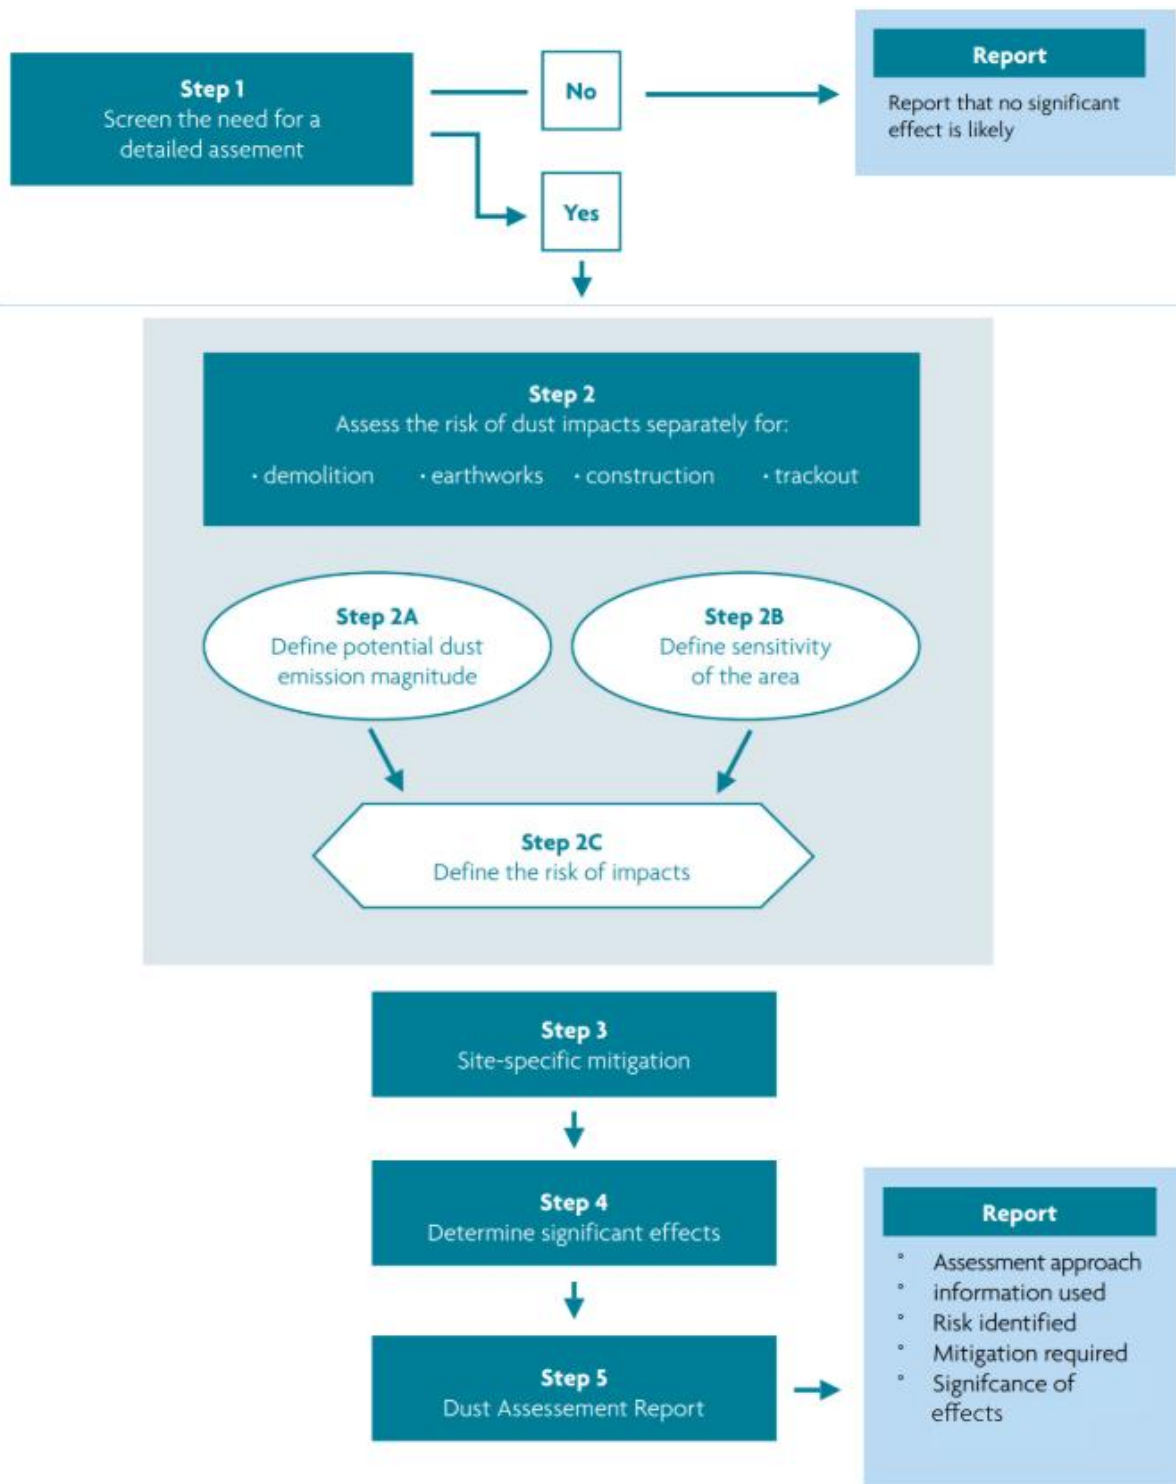 Step 1
Screen the need for a
detailed assement
No
Report
Report that no significant
effect is likely
Yes
Step 2
Assess the risk of dust impacts separately for:
· demolition · earthworks · construction · trackout
Step 2A
Define potential dust
emission magnitude
Step 2B
Define sensitivity
of the area
Step 2C
Define the risk of impacts
Step 3
Site-specific mitigation
Step 4
Determine significant effects
Step 5
Dust Assessement Report
Report
° Assessment approach
° information used
° Risk identified
° Mitigation required
° Signifcance of
effects